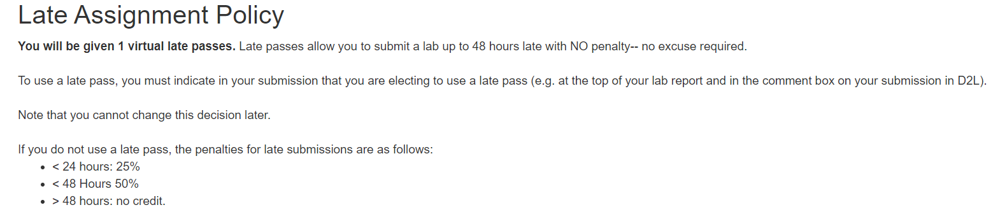 Late Assignment Policy
You will be given 1 virtual late passes. Late passes allow you to submit a lab up to 48 hours late with NO penalty-- no excuse required.
To use a late pass, you must indicate in your submission that you are electing to use a late pass (e.g. at the top of your lab report and in the comment box on your submission in D2L).
Note that you cannot change this decision later.
If you do not use a late pass, the penalties for late submissions are as follows:
• < 24 hours: 25%
• < 48 Hours 50%
• > 48 hours: no credit.